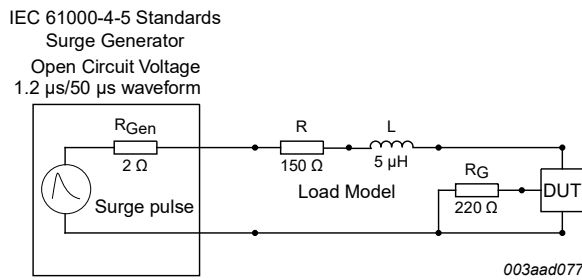 IEC 61000-4-5 Standards
Surge Generator
Open Circuit Voltage
1.2 μs/50 μs waveform
RGen
2 Ω
Surge pulse
R
150 Ω
L
5 μH
Load Model
RG
220 Ω
DUT
003aad077